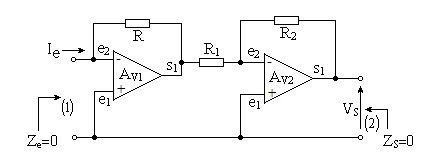 R
R2
Ie
e2
-
AV1
s1
R1
e2
-
AV2
s1
e1
+
e1
+
(1)
VS
(2)
Ze=0
ZS=0